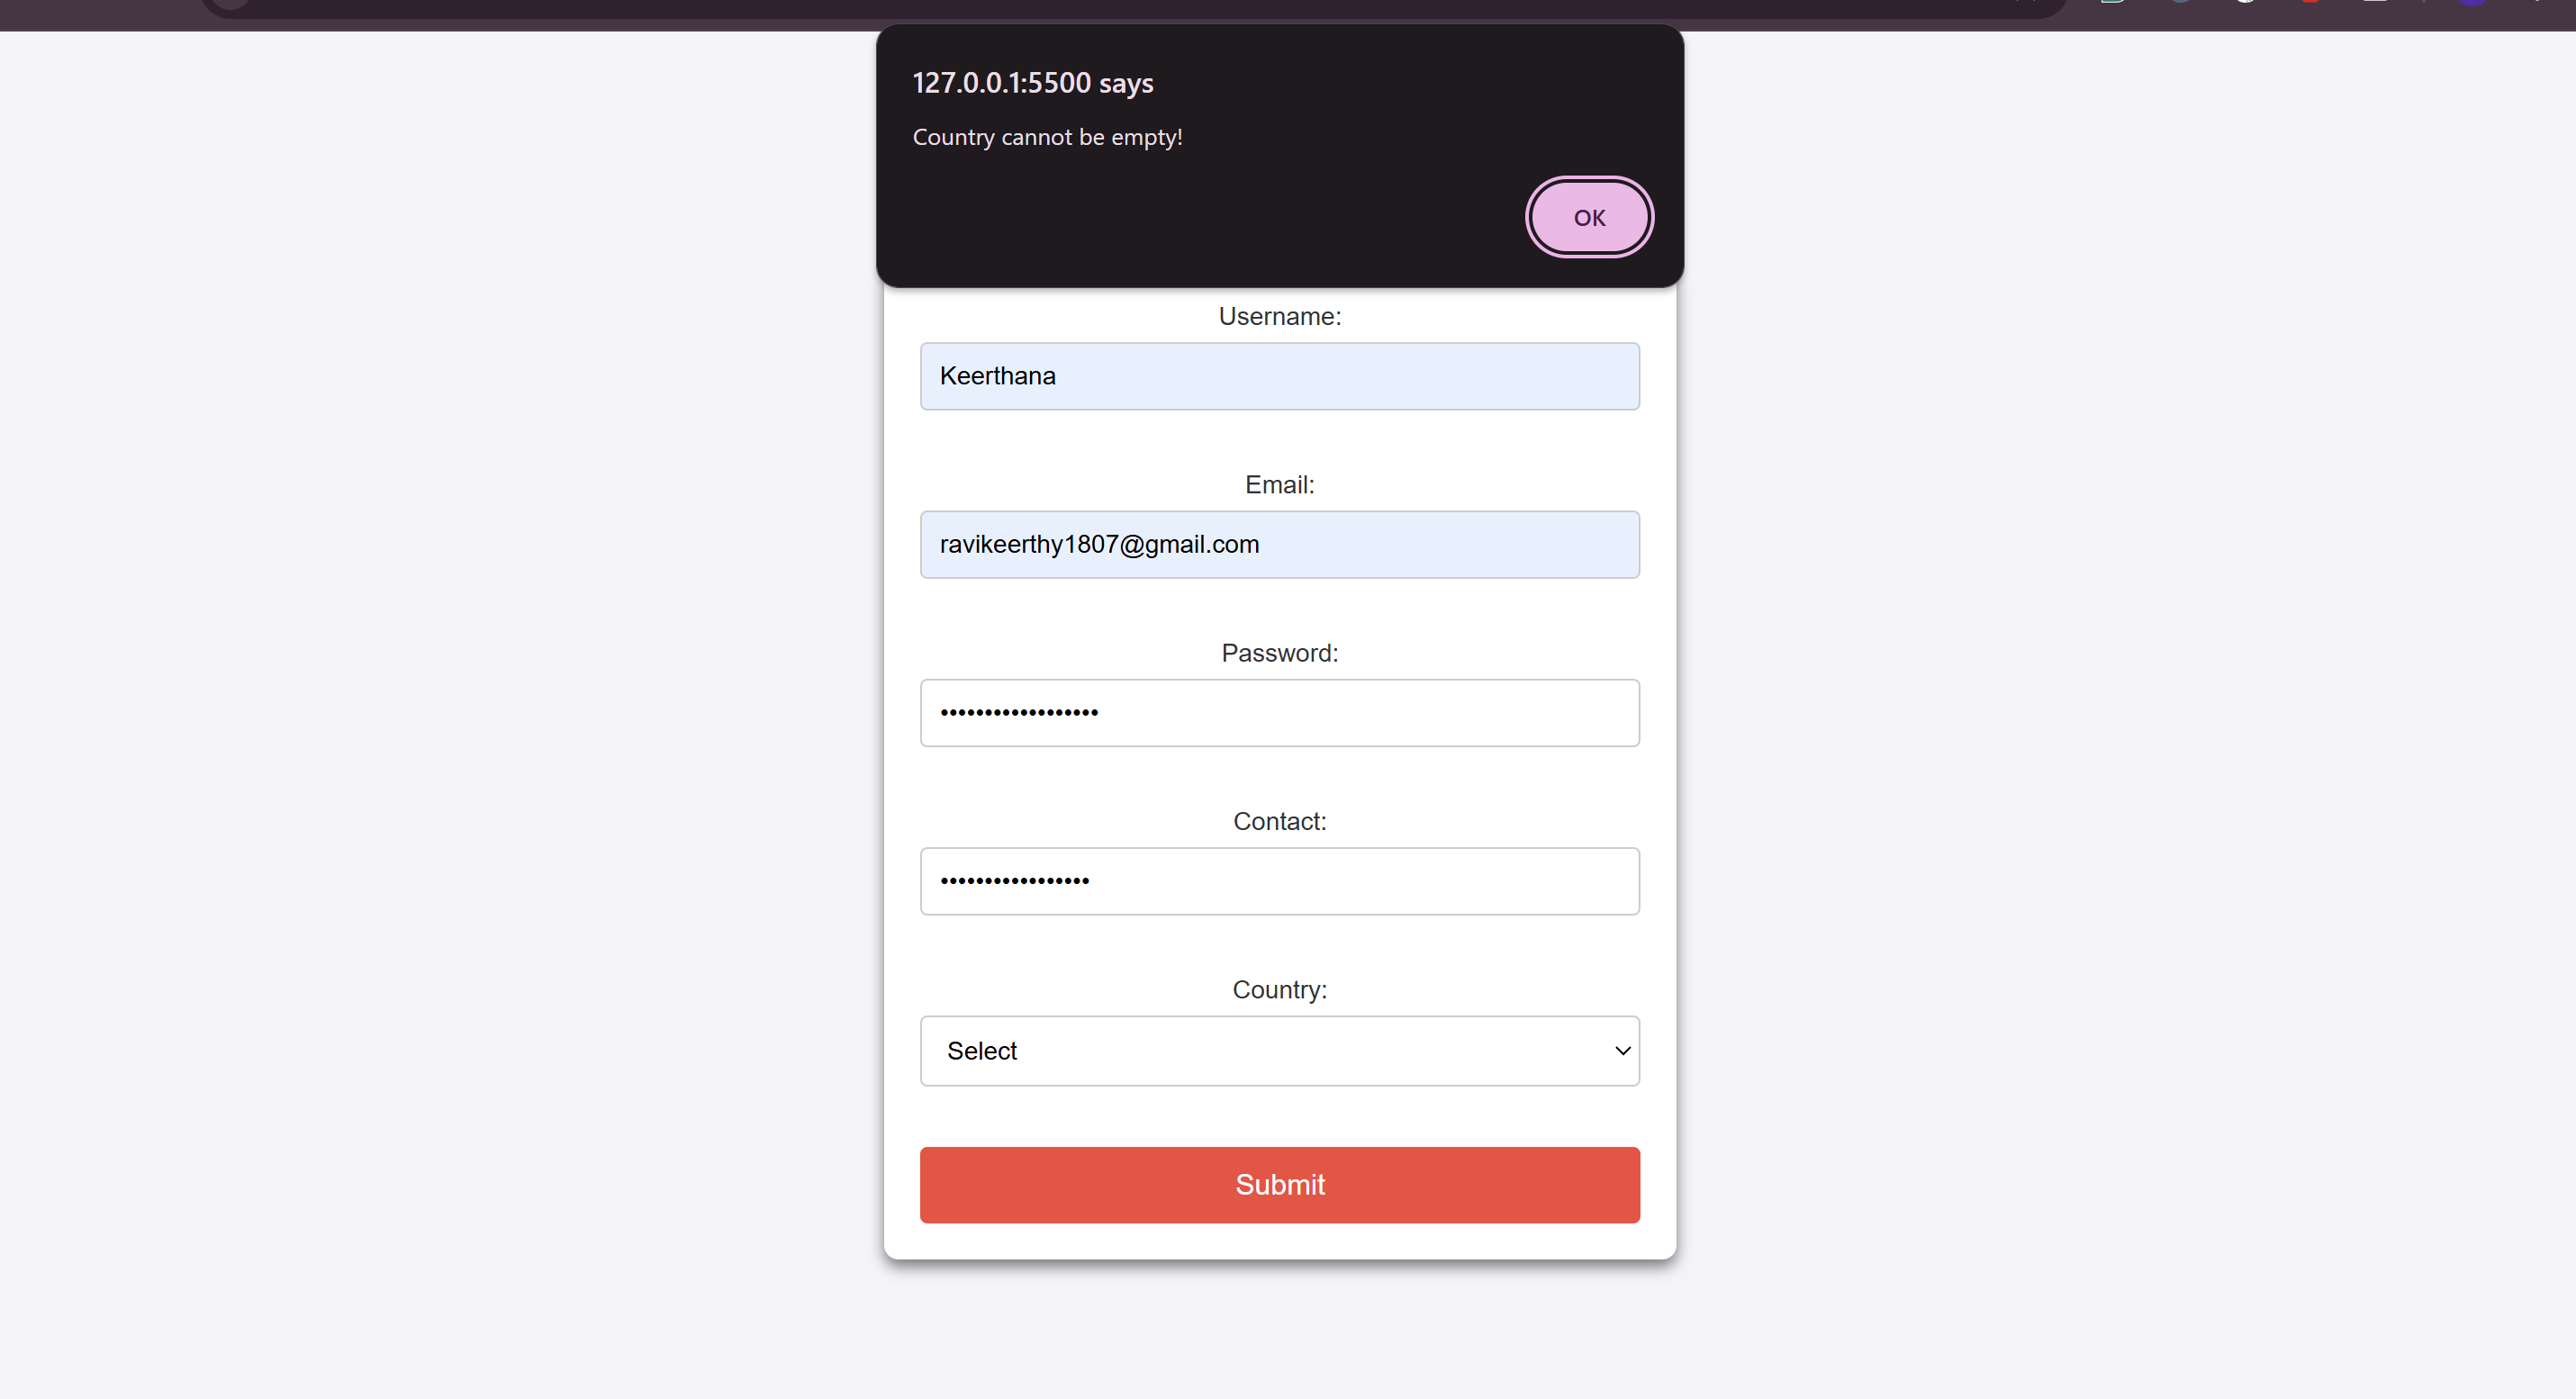 127.0.0.1:5500 says
Country cannot be empty!
OK
Username:
Keerthana
Email:
ravikeerthy1807@gmail.com
Password:
••••••••••••••••••
Contact:
•••••••••••••••••
Country:
Select
Submit